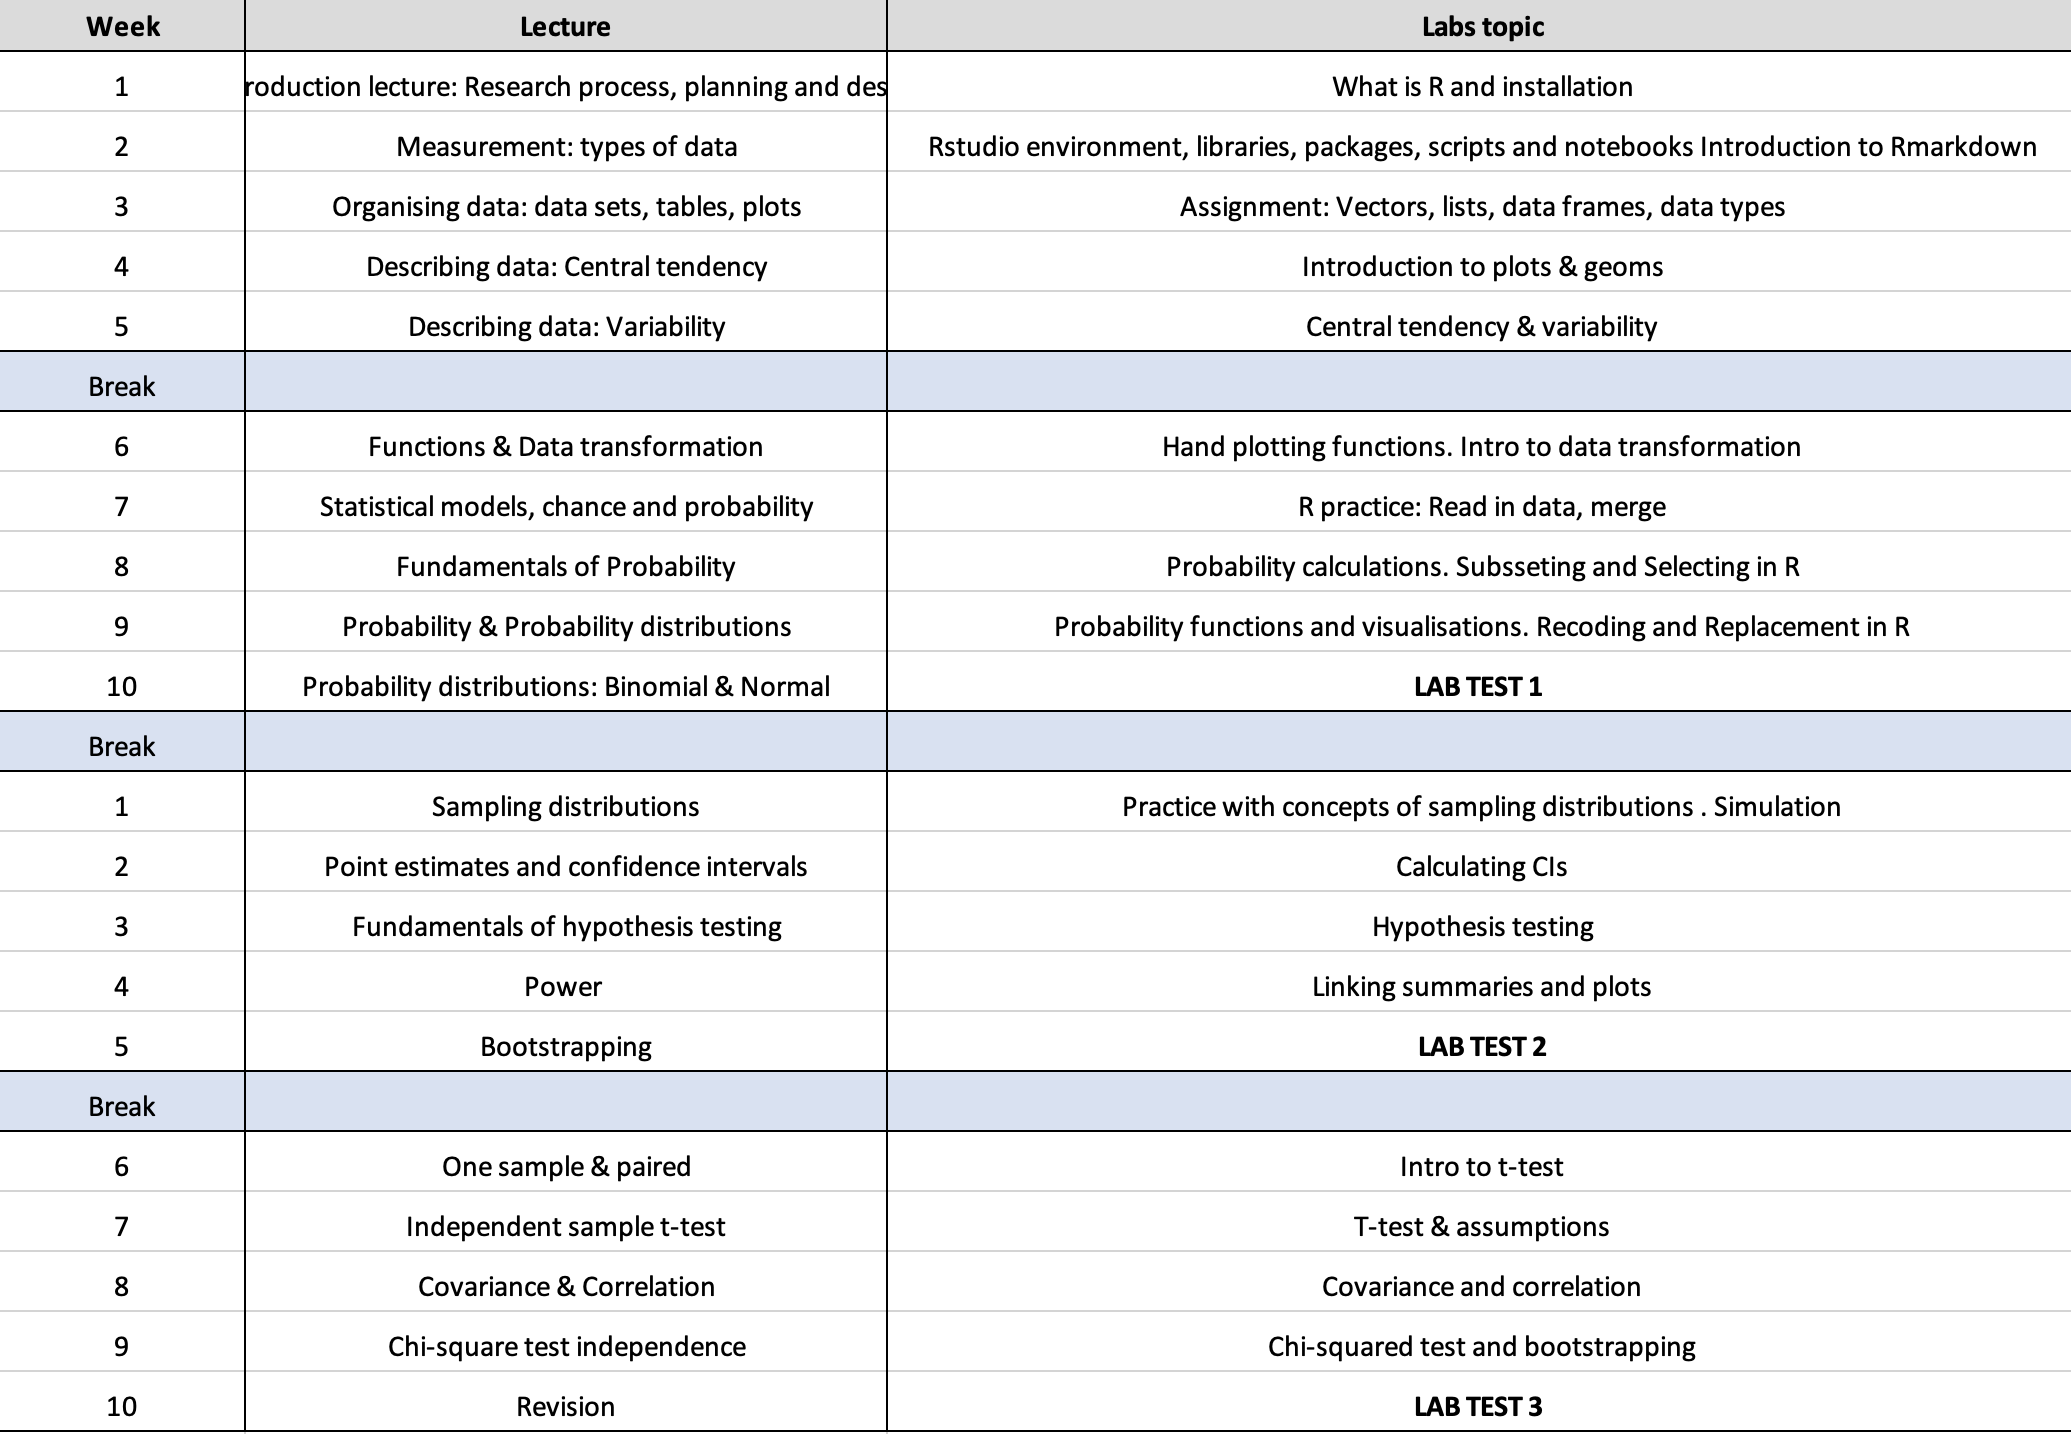 Week Lecture Labs topic
1 roduction lecture: Research process, planning and des What is R and installation
2 Measurement: types of data Rstudio environment, libraries, packages, scripts and notebooks Introduction to Rmarkdown
3 Organising data: data sets, tables, plots Assignment: Vectors, lists, data frames, data types
4 Describing data: Central tendency Introduction to plots & geoms
5 Describing data: Variability Central tendency & variability
Break
6 Functions & Data transformation Hand plotting functions. Intro to data transformation
7 Statistical models, chance and probability R practice: Read in data, merge
8 Fundamentals of Probability Probability calculations. Subsseting and Selecting in R
9 Probability & Probability distributions Probability functions and visualisations. Recoding and Replacement in R
10 Probability distributions: Binomial & Normal LAB TEST 1
Break
1 Sampling distributions Practice with concepts of sampling distributions . Simulation
2 Point estimates and confidence intervals Calculating CIs
3 Fundamentals of hypothesis testing Hypothesis testing
4 Power Linking summaries and plots
5 Bootstrapping LAB TEST 2
Break
6 One sample & paired Intro to t-test
7 Independent sample t-test T-test & assumptions
8 Covariance & Correlation Covariance and correlation
9 Chi-square test independence Chi-squared test and bootstrapping
10 Revision LAB TEST 3